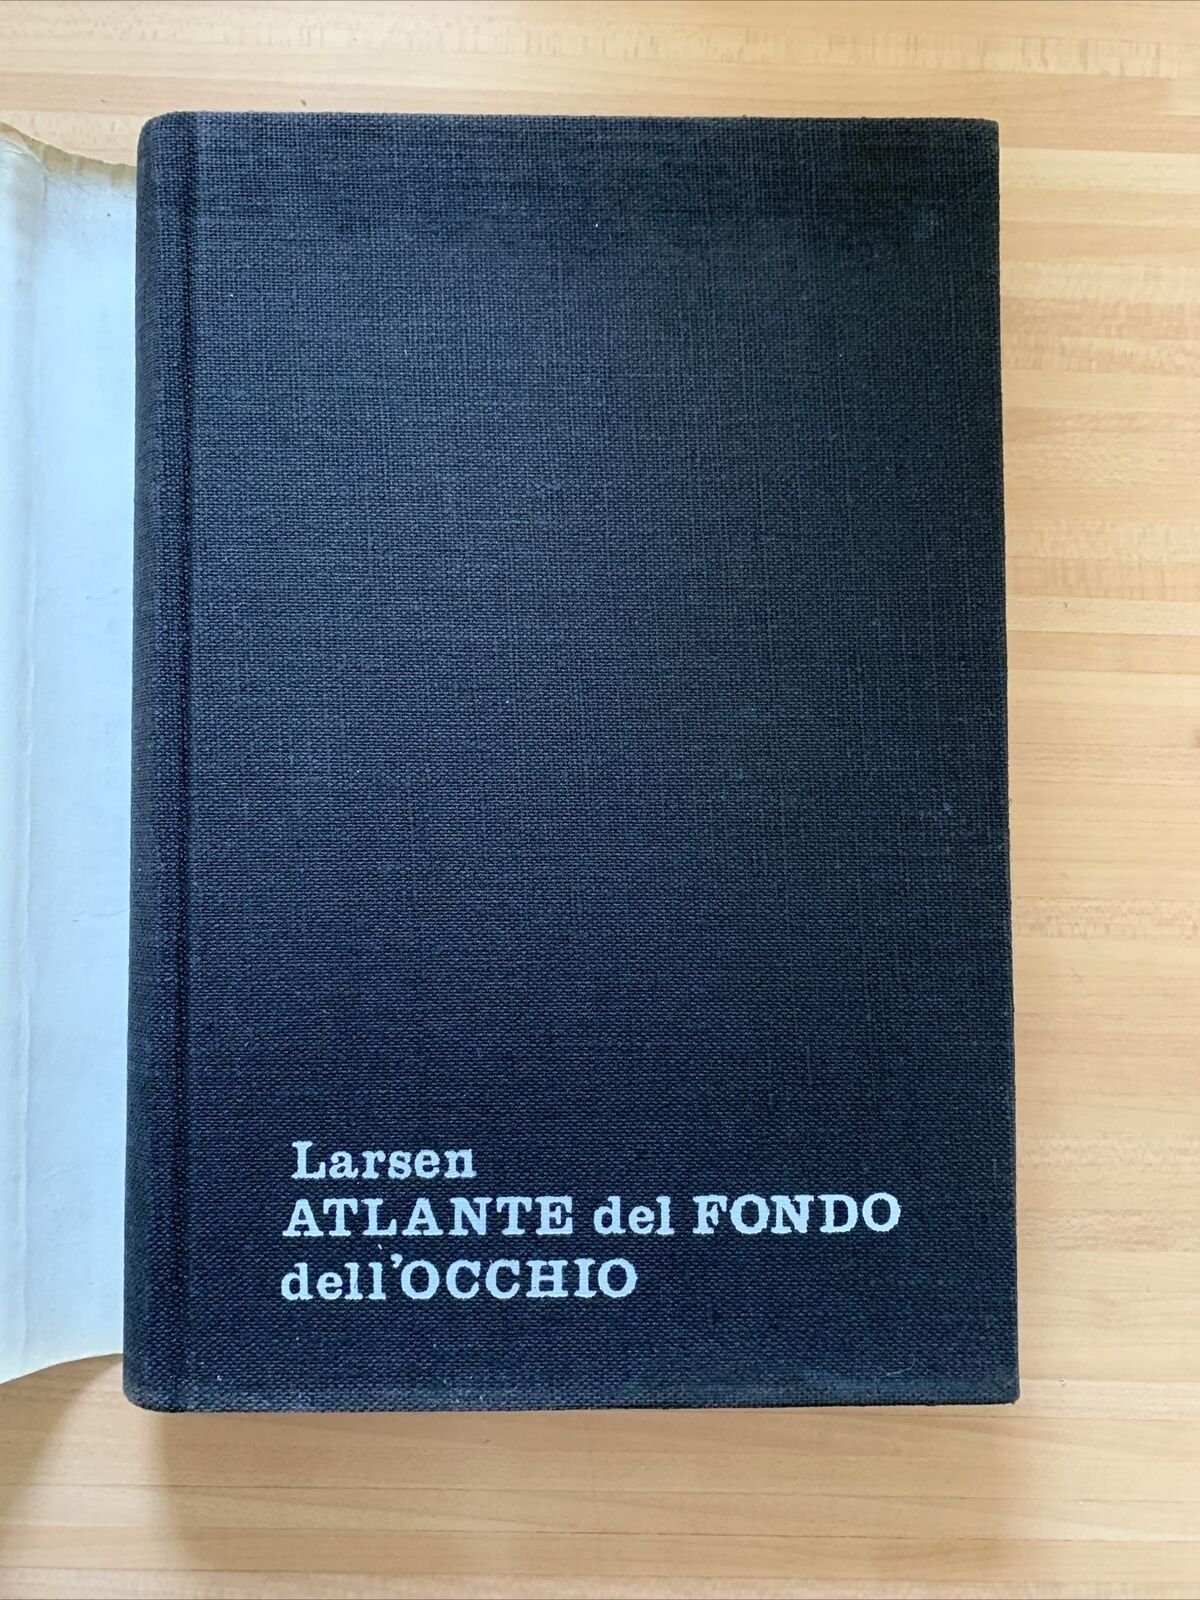 Larsen
ATLANTE del FONDO
dell'OCCHIO